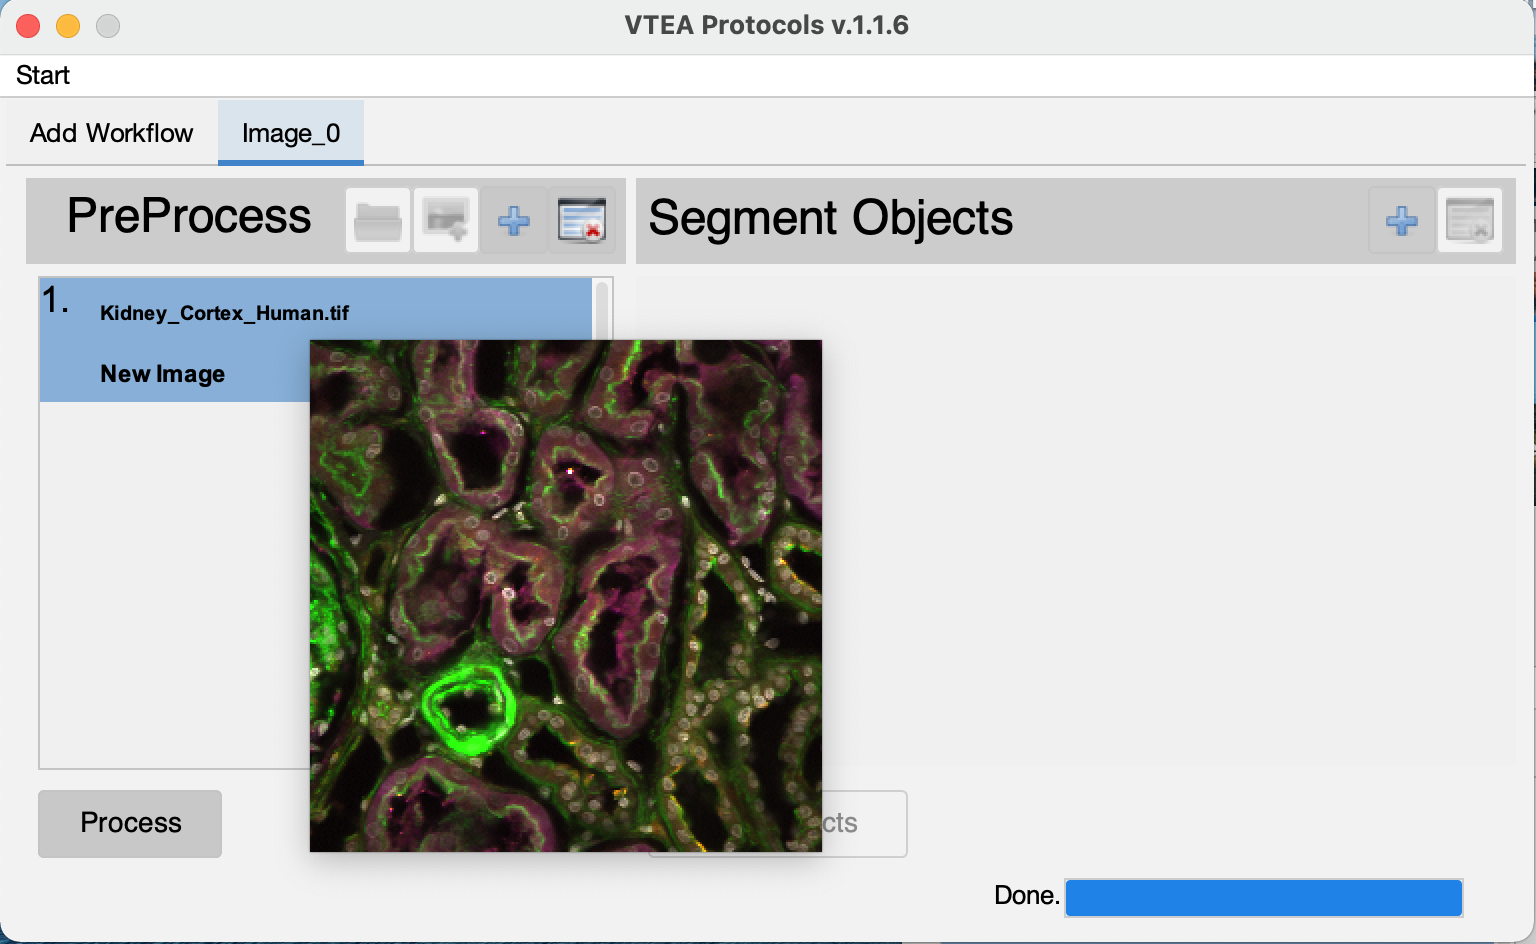 VTEA Protocols v.1.1.6
Start
Add Workflow
Image_0
PreProcess
Segment Objects
1.
Kidney_Cortex_Human.tif
New Image
Process
cts
Done.